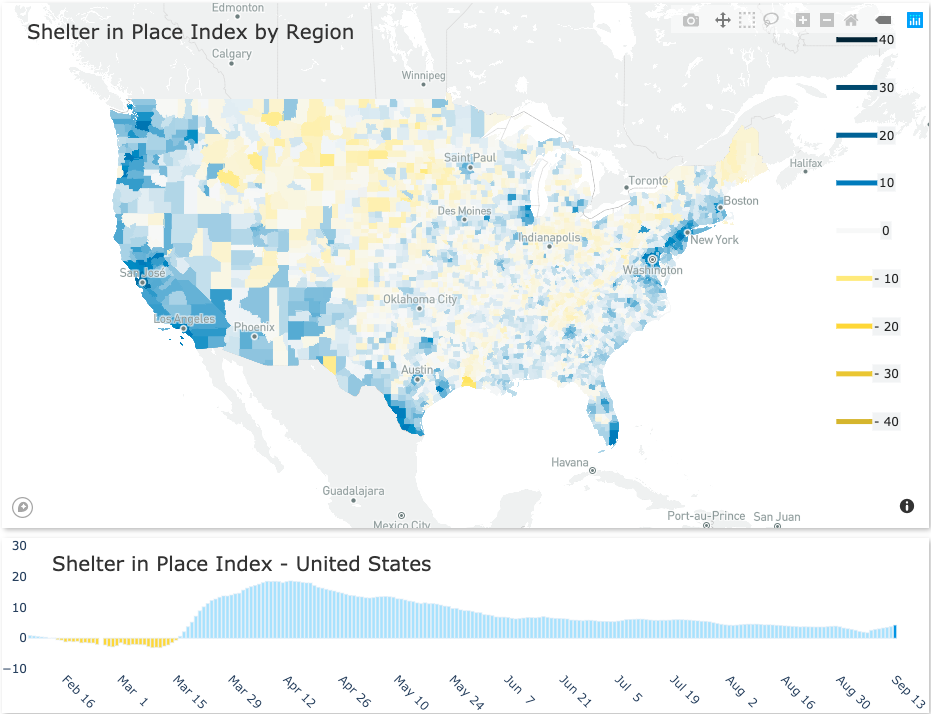 Edmonton
Shelter in Place Index by Region
Calgary
Winnipeg
Saint Paul
Halifax
Toronto
Boston
Des Moines
Indianapolis
New York
Washington
San José
Oklahoma City
Los Angeles
Phoenix
Austin
Havana
Guadalajara
Mexico City
Port-au-Prince
San Juan
40
30
20
10
0
- 10
- 20
- 30
- 40
Shelter in Place Index - United States
30
20
10
0
−10
Feb 16
Mar 1
Mar 15
Mar 29
Apr 12
Apr 26
May 10
May 24
Jun 7
Jun 21
Jul 5
Jul 19
Aug 2
Aug 16
Aug 30
Sep 13